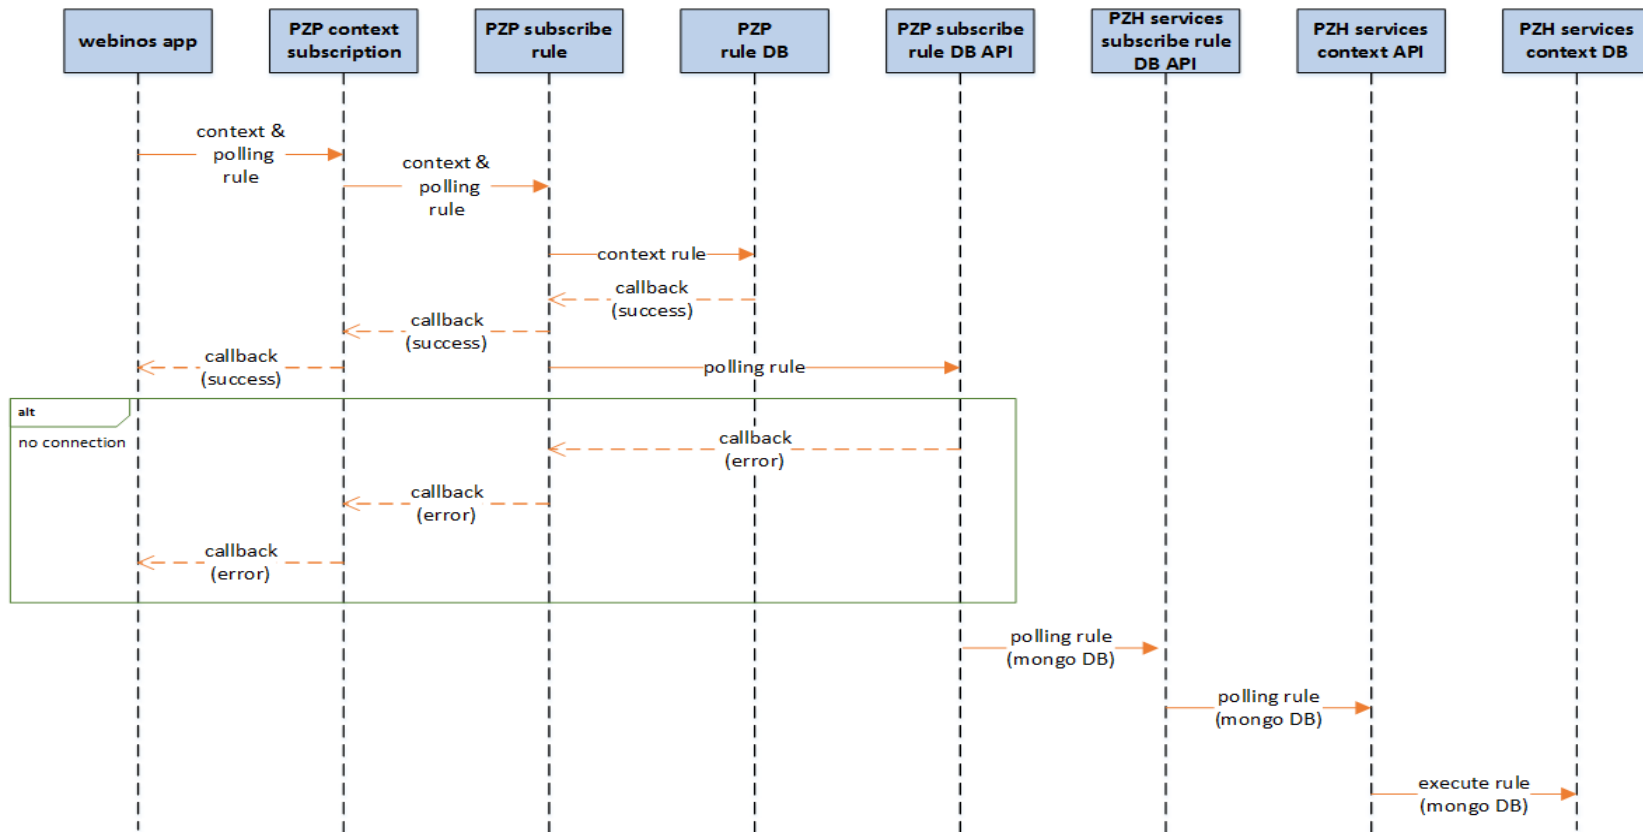 webinos app
PZP context
subscription
PZP subscribe
rule
PZP
rule DB
PZP subscribe
rule DB API
PZH services
subscribe rule
DB API
PZH services
context API
PZH services
context DB
context &
polling
rule
context &
polling
rule
context rule
callback
(success)
callback
(success)
callback
(success)
polling rule
alt
no connection
callback
(error)
callback
(error)
callback
(error)
polling rule
(mongo DB)
polling rule
(mongo DB)
execute rule
(mongo DB)